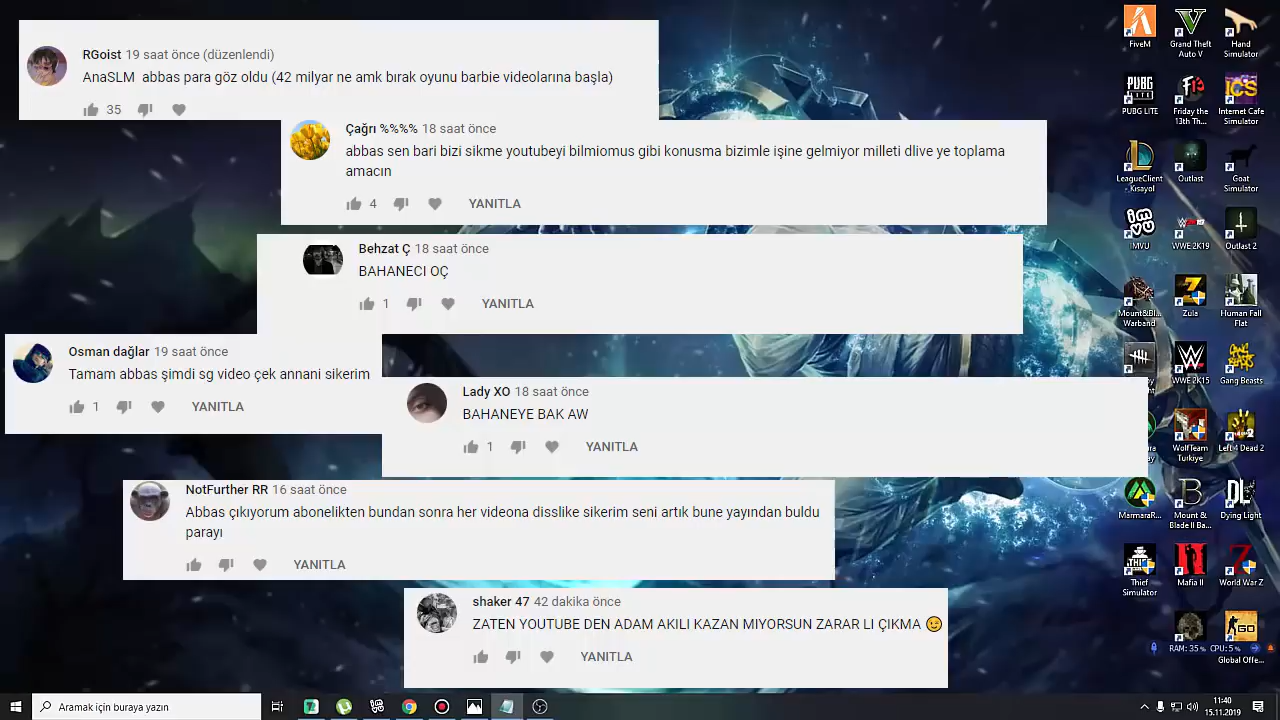 RGoist 19 saat önce (düzenlendi)
AnaSLM abbas para göz oldu (42 milyar ne amk bırak oyunu barbie videolarına başla)
35
Çağrı %%%% 18 saat önce
abbas sen bari bizi sikme youtubeyi bilmiomus gibi konusma bizimle işine gelmiyor milleti dlive ye toplama
amacın
4 YANITLA
Behzat Ç 18 saat önce
BAHANECI OÇ
1 YANITLA
Osman dağlar 19 saat önce
Tamam abbas şimdi sg video çek annani sikerim
1 YANITLA
Lady XO 18 saat önce
BAHANEYE BAK AW
1 YANITLA
NotFurther RR 16 saat önce
Abbas çıkıyorum abonelikten bundan sonra her videona disslike sikerim seni artık bune yayından buldu
parayı
YANITLA
shaker 47 42 dakika önce
ZATEN YOUTUBE DEN ADAM AKILI KAZAN MIYORSUN ZARAR LI ÇIKMA 😉
YANITLA
FiveM
Grand Theft
Auto V
Hand
Simulator
PUBG LITE
Friday the
13th Th...
Internet Cafe
Simulator
LeagueClient
Kısayol
Outlast
Goat
Simulator
IMVU
WWE 2K19
Outlast 2
Mount&Bl...
Warband
Zula
Human Fall
Flat
WWE 2K15
Gang Beasts
WolfTeam
Turkiye
Left 4 Dead 2
MarmaraR...
Mount &
Blade II Ba...
Dying Light
Thief
Simulator
Mafia II
World War Z
RAM: 35 % CPU: 5 %
Global Offe...
Aramak için buraya yazın
11:40
15.11.2019